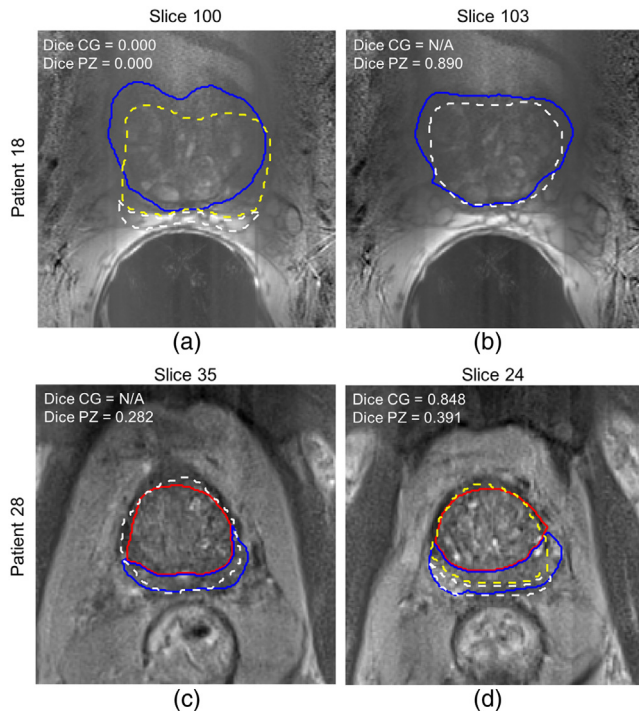 Slice 100
Slice 103
Patient 18
Dice CG = 0.000
Dice PZ = 0.000
Dice CG = N/A
Dice PZ = 0.890
(a)
(b)
Slice 35
Slice 24
Patient 28
Dice CG = N/A
Dice PZ = 0.282
Dice CG = 0.848
Dice PZ = 0.391
(c)
(d)